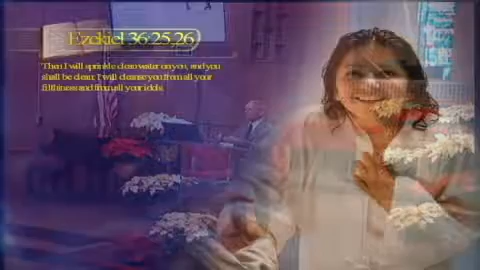 Ezekiel 36:25,26
Then I will sprinkle clean water on you, and you
shall be clean; I will cleanse you from all your
filthiness and from all your idols.